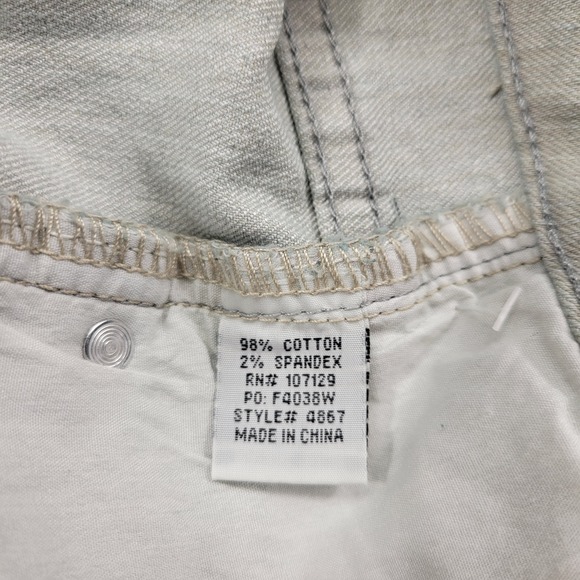 98% COTTON
2% SPANDEX
RN# 107129
PO: F4038W
STYLE# 4867
MADE IN CHINA